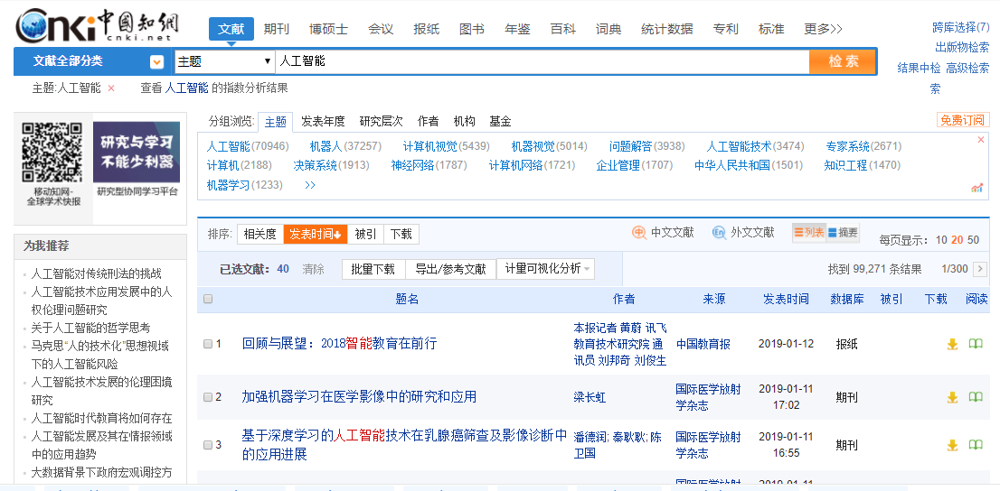 Cnki 中國知網
cnki.net
文献 期刊 博硕士 会议 报纸 图书 年鉴 百科 词典 统计数据 专利 标准 更多>>
跨库选择(7)
出版物检索
结果中检 高级检索
索
文献全部分类 主题 人工智能 检 索
主题:人工智能 × 查看 人工智能 的指数分析结果
移动知网-
全球学术快报
研究与学习
不能少利器
研究型协同学习平台
分组浏览: 主题 发表年度 研究层次 作者 机构 基金 免费订阅
人工智能(70946) 机器人(37257) 计算机视觉(5439) 机器视觉(5014) 问题解答(3938) 人工智能技术(3474) 专家系统(2671)
计算机(2188) 决策系统(1913) 神经网络(1787) 计算机网络(1721) 企业管理(1707) 中华人民共和国(1501) 知识工程(1470)
机器学习(1233) >>
为我推荐
人工智能对传统刑法的挑战
人工智能技术应用发展中的人
权伦理问题研究
关于人工智能的哲学思考
马克思“人的技术化”思想视域
下的人工智能风险
人工智能技术发展的伦理困境
研究
人工智能时代教育将如何存在
人工智能发展及其在情报领域
中的应用趋势
大数据背景下政府宏观调控方
排序: 相关度 发表时间 被引 下载 中文文献 外文文献 列表 摘要 每页显示: 10 20 50
已选文献: 40 清除 批量下载 导出/参考文献 计量可视化分析 找到 99,271 条结果 1/300 >
题名 作者 来源 发表时间 数据库 被引 下载 阅读
1 回顾与展望：2018智能教育在前行
本报记者 黄蔚 讯飞
教育技术研究院 通
讯员 刘邦奇 刘俊生
中国教育报 2019-01-12 报纸
2 加强机器学习在医学影像中的研究和应用 梁长虹
国际医学放射
学杂志
2019-01-11
17:02
期刊
3 基于深度学习的人工智能技术在乳腺癌筛查及影像诊断中
的应用进展
潘德润; 秦耿耿; 陈
卫国
国际医学放射
学杂志
2019-01-11
16:55
期刊